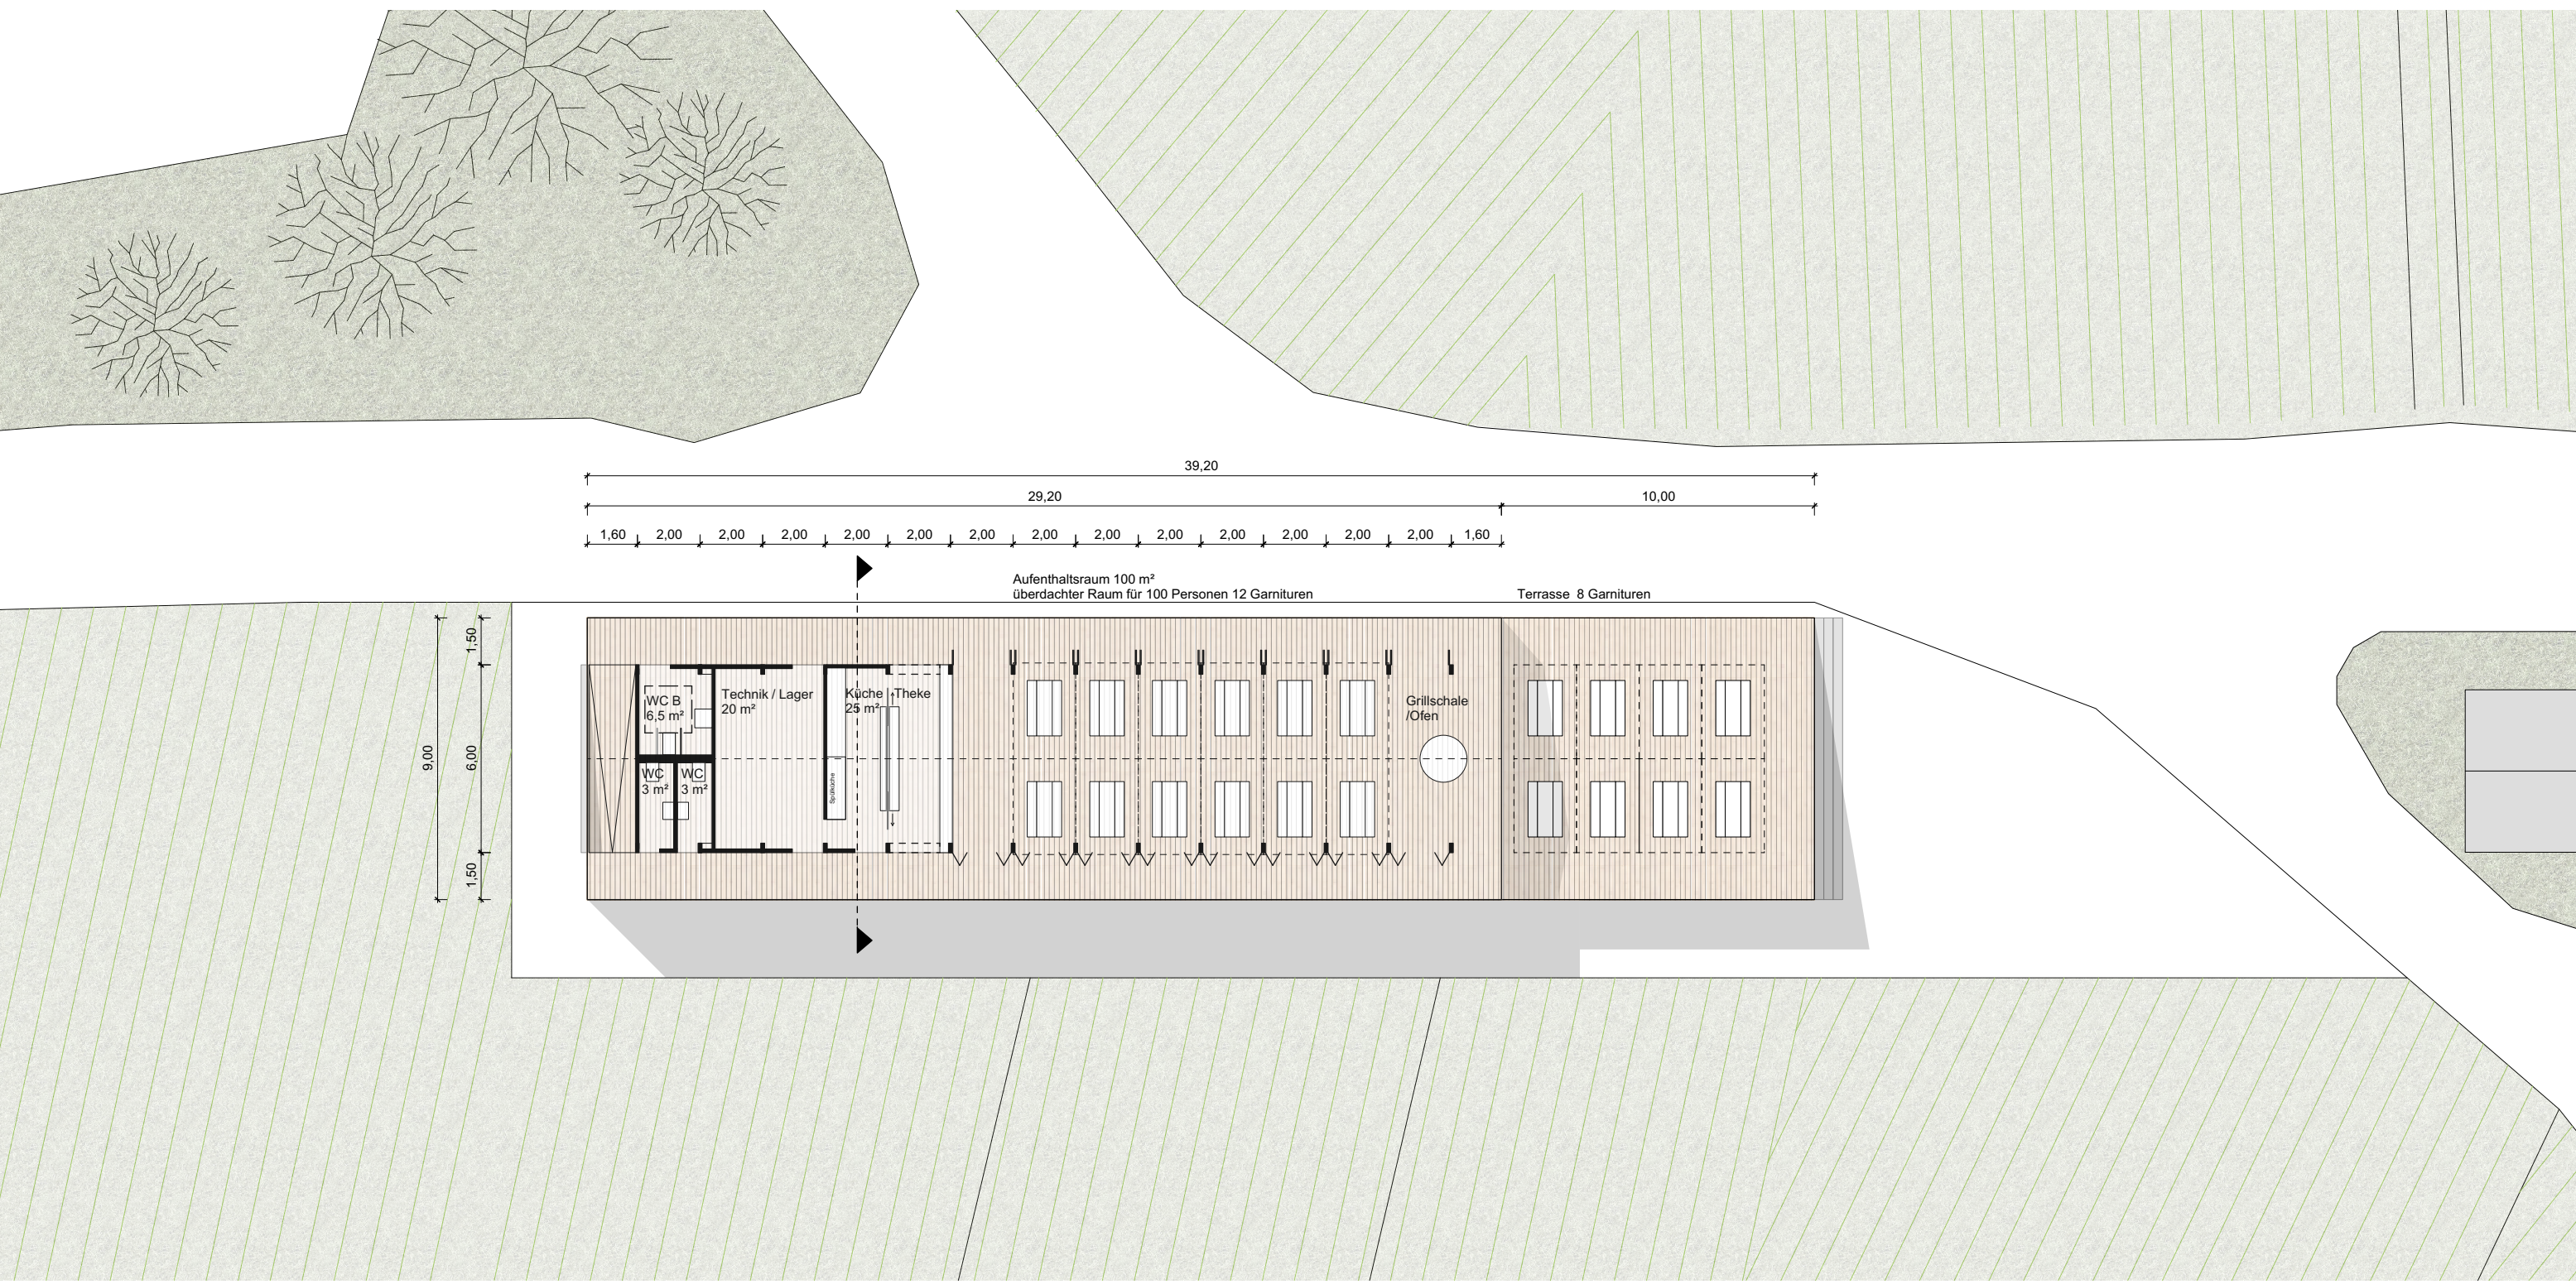 39,20
29,20 10,00
1,60 2,00 2,00 2,00 2,00 2,00 2,00 2,00 2,00 2,00 2,00 2,00 2,00 2,00 1,60
Aufenthaltsraum 100 m²
überdachter Raum für 100 Personen 12 Garnituren
Terrasse 8 Garnituren
9,00
1,50
6,00
1,50
WC B
6,5 m²
Technik / Lager
20 m²
Küche Theke
25 m²
Grillschale
/Ofen
WC
3 m²
WC
3 m²
Spülküche